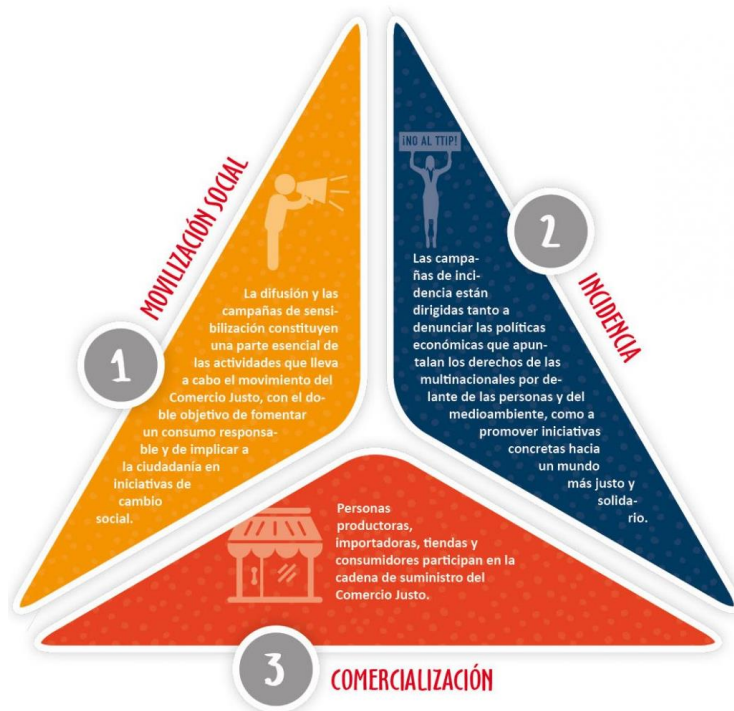 MOVILIZACIÓN SOCIAL
1
La difusión y las
campañas de sensi-
bilización constituyen
una parte esencial de
las actividades que lleva
a cabo el movimiento del
Comercio Justo, con el do-
ble objetivo de fomentar
un consumo responsa-
ble y de implicar a
la ciudadanía en
iniciativas de
cambio
social.
¡NO AL TTIP!
2
INCIDENCIA
Las campa-
ñas de inci-
dencia están
dirigidas tanto a
denunciar las políticas
económicas que apun-
talan los derechos de las
multinacionales por de-
lante de las personas y del
medioambiente, como a
promover iniciativas
concretas hacia
un mundo
más justo y
solida-
rio.
Personas
productoras,
importadoras, tiendas y
consumidores participan en la
cadena de suministro del
Comercio Justo.
3
COMERCIALIZACIÓN